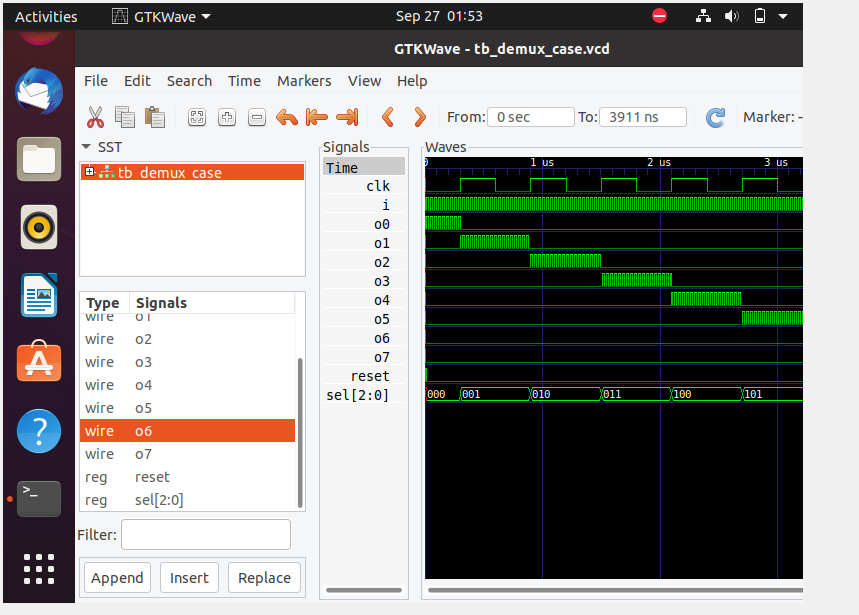 Activities GTKWave Sep 27 01:53
GTKWave - tb_demux_case.vcd
File Edit Search Time Markers View Help
From: 0 sec To: 3911 ns Marker: -
SST
tb_demux_case
Type Signals
wire o1
wire o2
wire o3
wire o4
wire o5
wire o6
wire o7
reg reset
reg sel[2:0]
Filter:
Append Insert Replace
Signals
Time
clk
i
o0
o1
o2
o3
o4
o5
o6
o7
reset
sel[2:0]
Waves
0 1 us 2 us 3 us
000 001 010 011 100 101